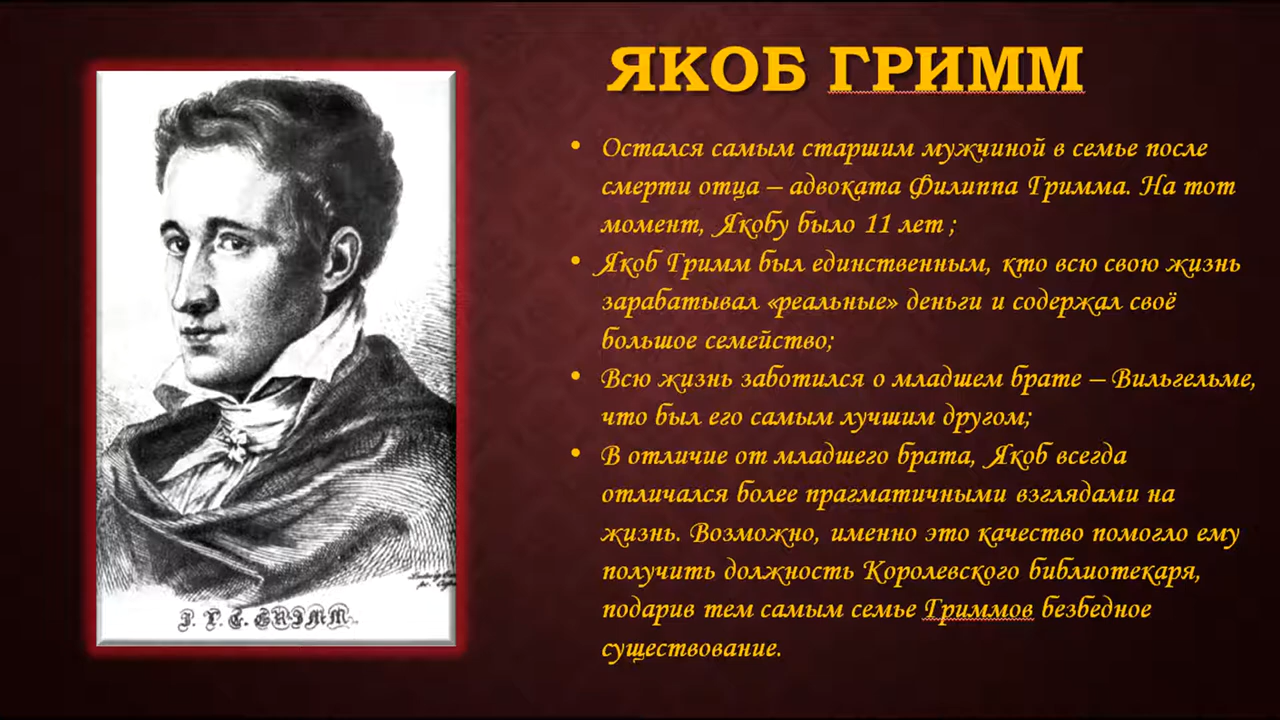 ЯКОБ ГРИММ
• Остался самым старшим мужчиной в семье после
смерти отца – адвоката Филиппа Гримма. На тот
момент, Якобу было 11 лет ;
• Якоб Гримм был единственным, кто всю свою жизнь
зарабатывал «реальные» деньги и содержал своё
большое семейство;
• Всю жизнь заботился о младшем брате – Вильгельме,
что был его самым лучшим другом;
• В отличие от младшего брата, Якоб всегда
отличался более прагматичными взглядами на
жизнь. Возможно, именно это качество помогло ему
получить должность Королевского библиотекаря,
подарив тем самым семье Гриммов безбедное
существование.
GRIMM.